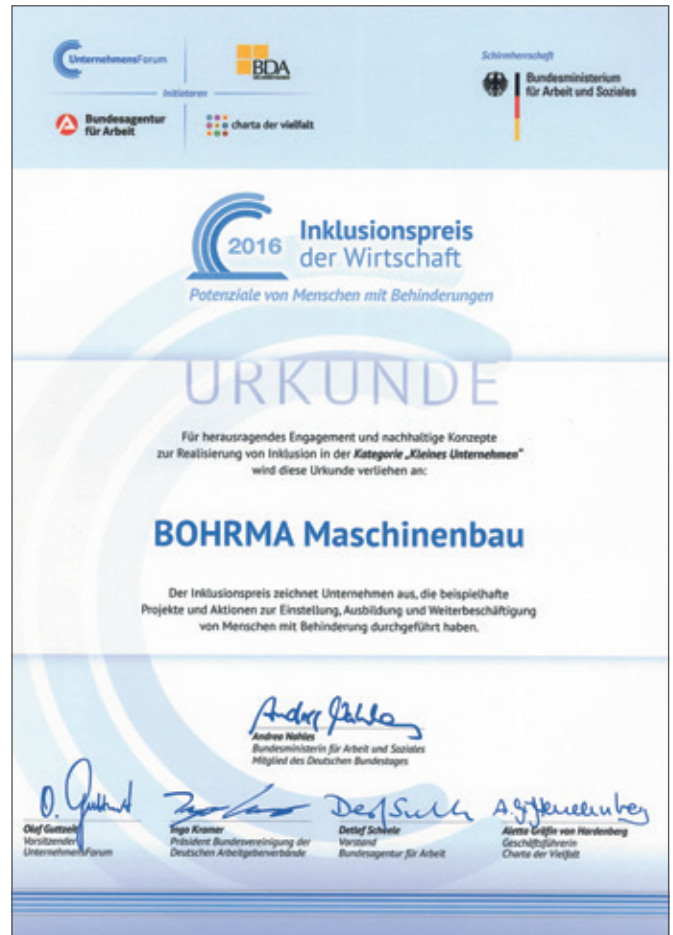 UnternehmensForum
BDA
Initiatoren
Bundesagentur
für Arbeit
charta der vielfalt
Schirmherrschaft
Bundesministerium
für Arbeit und Soziales
2016
Inklusionspreis
der Wirtschaft
Potenziale von Menschen mit Behinderungen
URKUNDE
Für herausragendes Engagement und nachhaltige Konzepte
zur Realisierung von Inklusion in der Kategorie „Kleines Unternehmen“
wird diese Urkunde verliehen an:
BOHRMA Maschinenbau
Der Inklusionspreis zeichnet Unternehmen aus, die beispielhafte
Projekte und Aktionen zur Einstellung, Ausbildung und Weiterbeschäftigung
von Menschen mit Behinderung durchgeführt haben.
Andrea Nahles
Bundesministerin für Arbeit und Soziales
Mitglied des Deutschen Bundestages
Olaf Guttzeit
Vorsitzender
UnternehmensForum
Ingo Kramer
Präsident Bundesvereinigung der
Deutschen Arbeitgeberverbände
Detlef Scheele
Vorstand
Bundesagentur für Arbeit
Aletta Gräfin von Hardenberg
Geschäftsführerin
Charta der Vielfalt